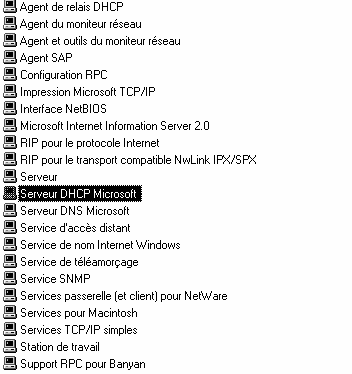 Agent de relais DHCP
Agent du moniteur réseau
Agent et outils du moniteur réseau
Agent SAP
Configuration RPC
Impression Microsoft TCP/IP
Interface NetBIOS
Microsoft Internet Information Server 2.0
RIP pour le protocole Internet
RIP pour le transport compatible NwLink IPX/SPX
Serveur
Serveur DHCP Microsoft
Serveur DNS Microsoft
Service d'accès distant
Service de nom Internet Windows
Service de téléamorçage
Service SNMP
Services passerelle (et client) pour NetWare
Services pour Macintosh
Services TCP/IP simples
Station de travail
Support RPC pour Banyan